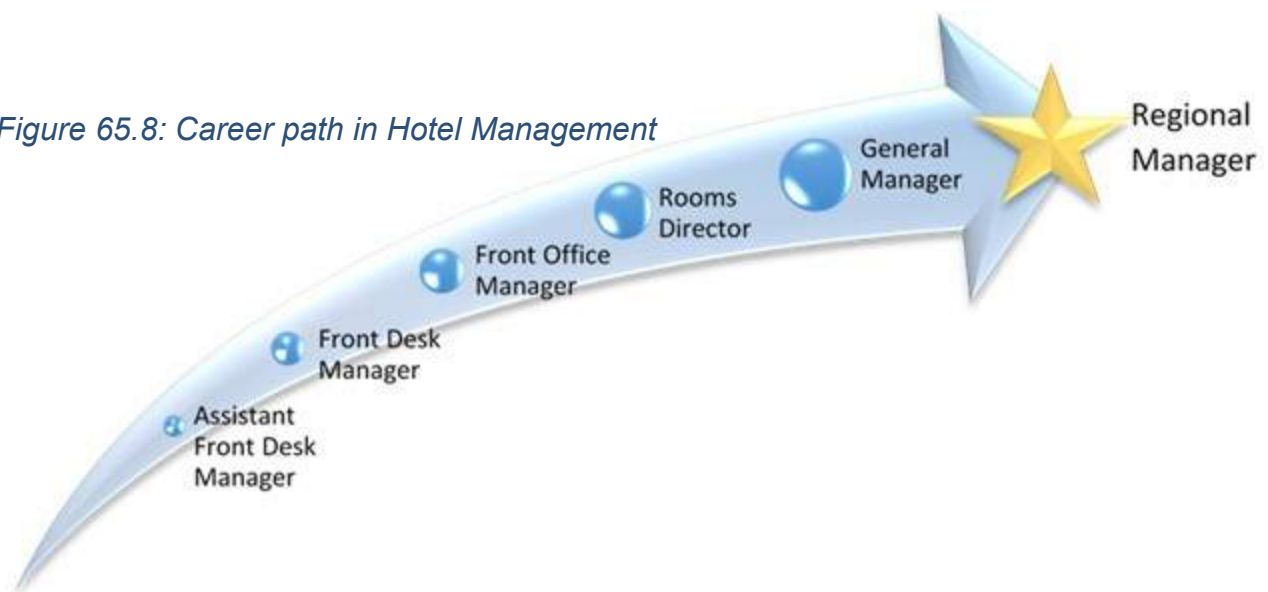 Figure 65.8: Career path in Hotel Management
Regional
Manager
General
Manager
Rooms
Director
Front Office
Manager
Front Desk
Manager
Assistant
Front Desk
Manager